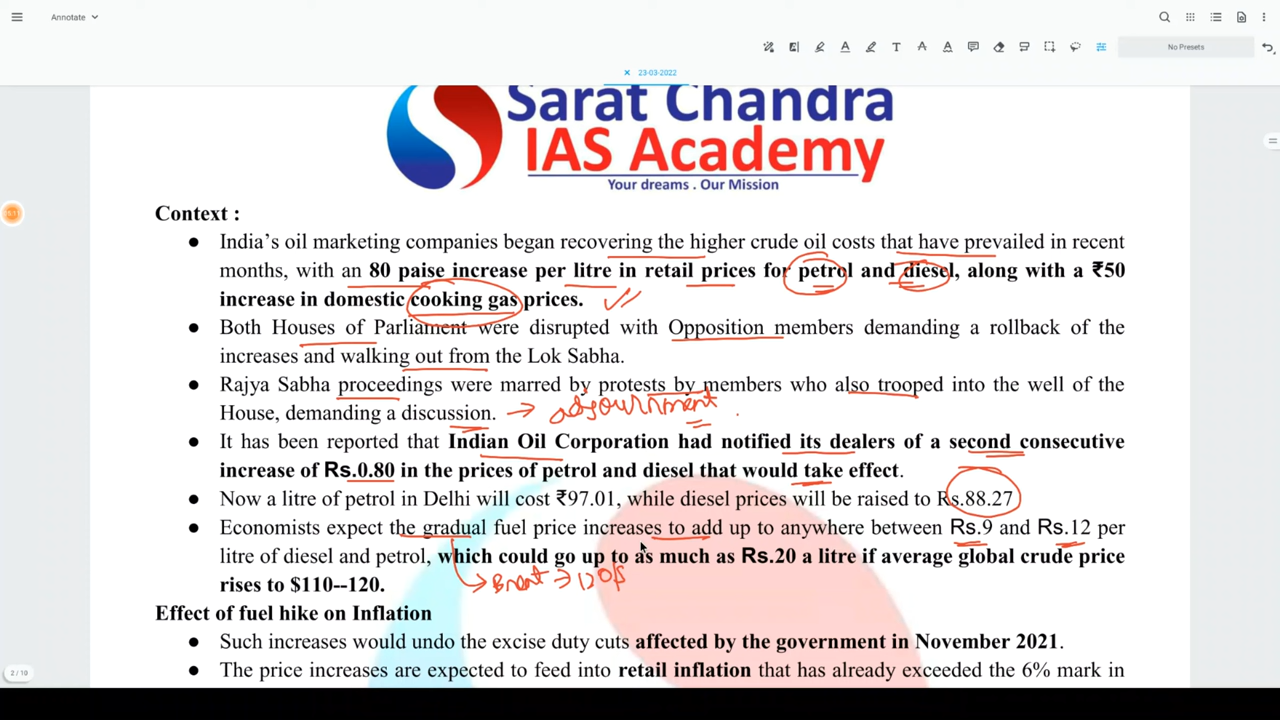 Annotate
No Presets
23-03-2022
Sarat Chandra
IAS Academy
Your dreams . Our Mission
Context :
● India’s oil marketing companies began recovering the higher crude oil costs that have prevailed in recent
months, with an 80 paise increase per litre in retail prices for petrol and diesel, along with a ₹50
increase in domestic cooking gas prices.
● Both Houses of Parliament were disrupted with Opposition members demanding a rollback of the
increases and walking out from the Lok Sabha.
● Rajya Sabha proceedings were marred by protests by members who also trooped into the well of the
House, demanding a discussion. → adjournment
● It has been reported that Indian Oil Corporation had notified its dealers of a second consecutive
increase of Rs.0.80 in the prices of petrol and diesel that would take effect.
● Now a litre of petrol in Delhi will cost ₹97.01, while diesel prices will be raised to Rs.88.27
● Economists expect the gradual fuel price increases to add up to anywhere between Rs.9 and Rs.12 per
litre of diesel and petrol, which could go up to as much as Rs.20 a litre if average global crude price
rises to $110--120.
Brent → 120$
Effect of fuel hike on Inflation
● Such increases would undo the excise duty cuts affected by the government in November 2021.
● The price increases are expected to feed into retail inflation that has already exceeded the 6% mark in
2 / 10